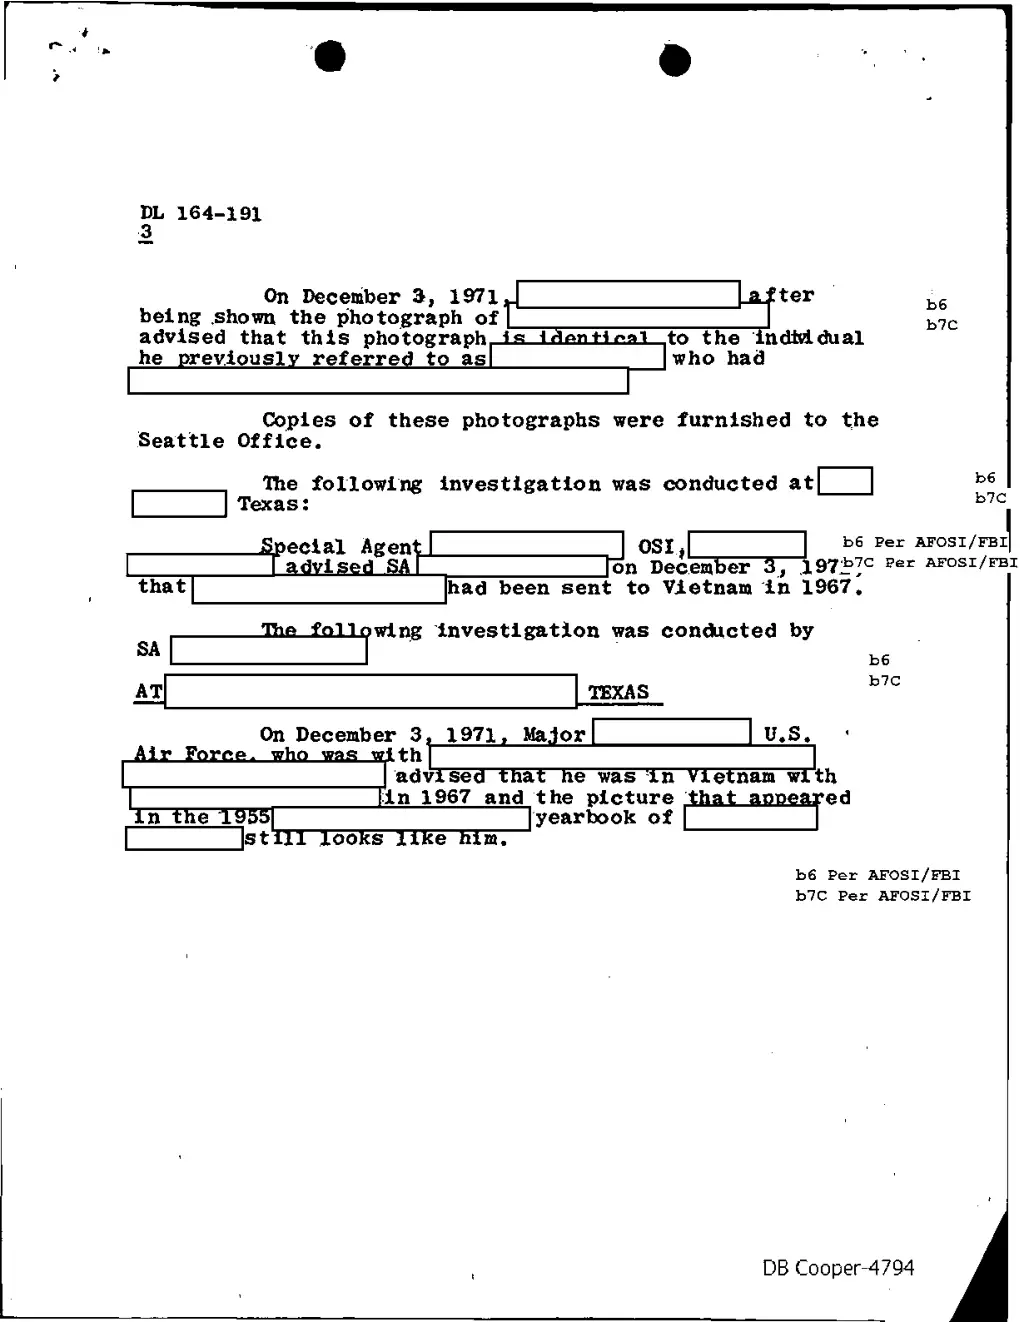 DL 164-191
3
On December 3, 1971, after
being shown the photograph of
advised that this photograph is identical to the individual
he previously referred to as who had
b6
b7C
Copies of these photographs were furnished to the
Seattle Office.
The following investigation was conducted at
Texas:
b6
b7C
Special Agent OSI,
advised SA on December 3, 1971
that had been sent to Vietnam in 1967.
b6 Per AFOSI/FBI
b7C Per AFOSI/FBI
The following investigation was conducted by
SA
b6
b7C
AT TEXAS
On December 3, 1971, Major U.S.
Air Force, who was with
advised that he was in Vietnam with
in 1967 and the picture that appeared
in the 1955 yearbook of
still looks like him.
b6 Per AFOSI/FBI
b7C Per AFOSI/FBI
DB Cooper-4794